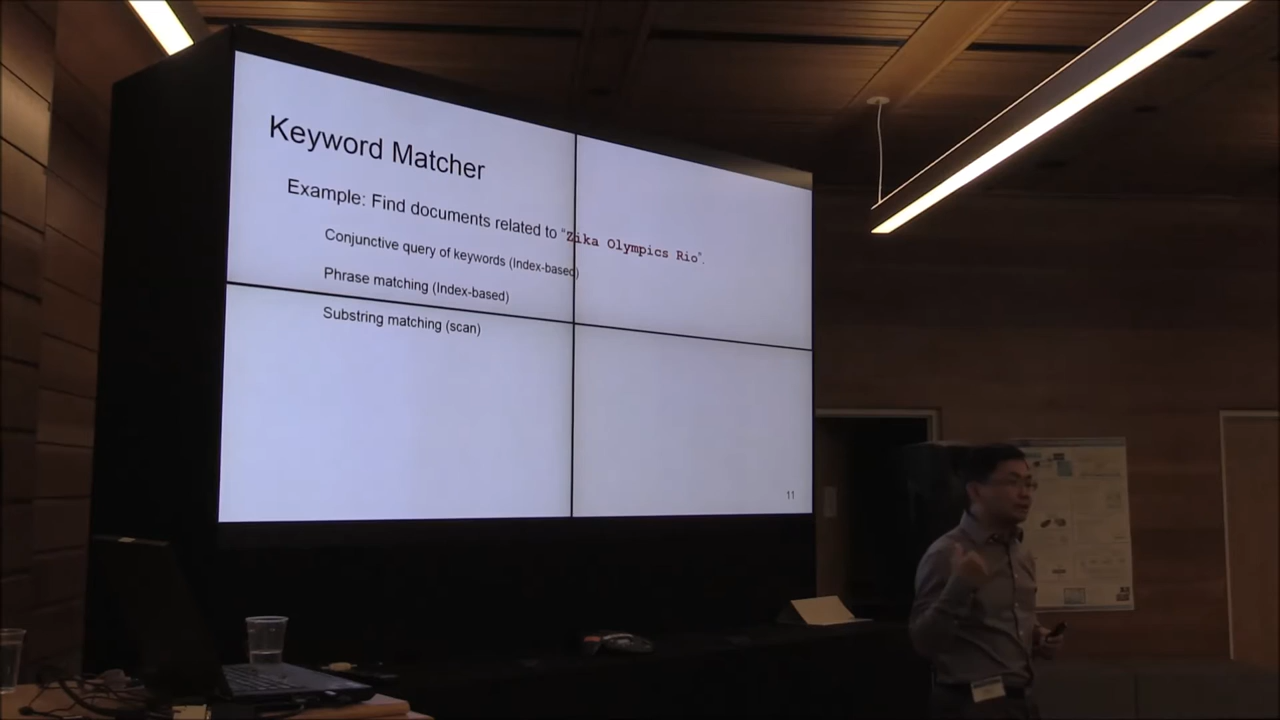 Keyword Matcher
Example: Find documents related to “Zika Olympics Rio”.
Conjunctive query of keywords (Index-based)
Phrase matching (Index-based)
Substring matching (scan)
11